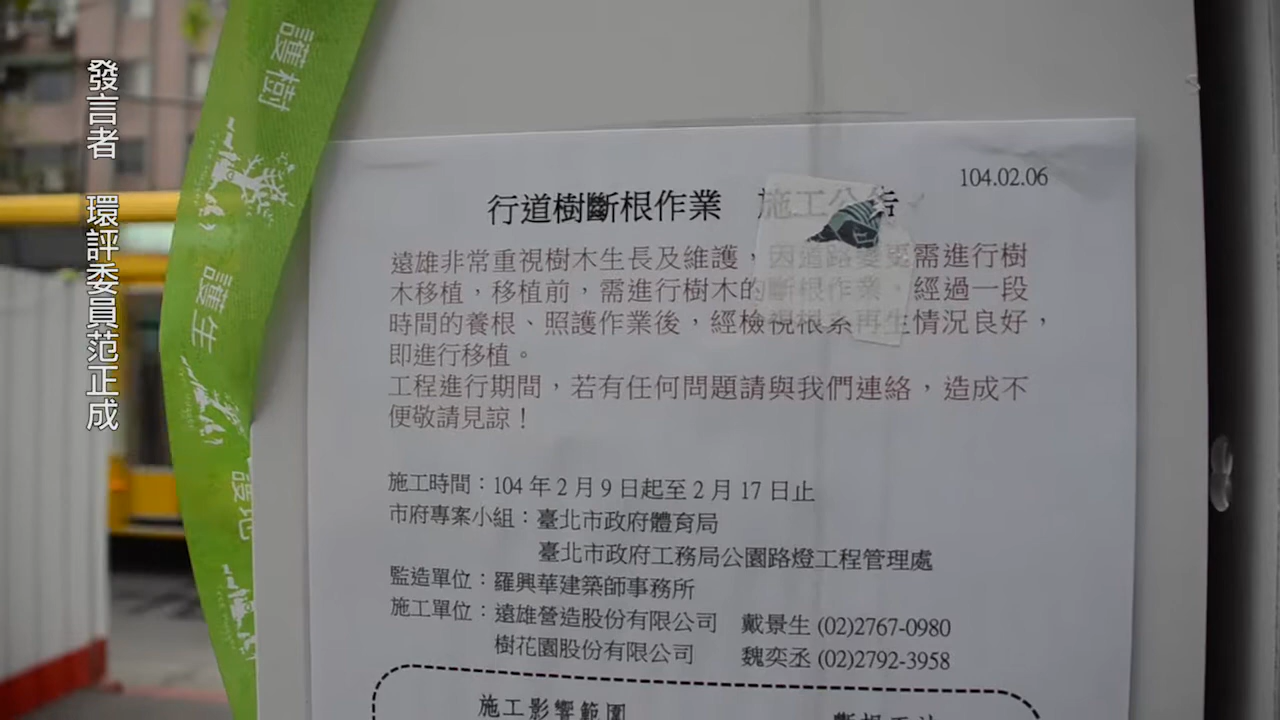 發言者 環評委員范正成
護樹
護生
護地
104.02.06
行道樹斷根作業 施工公告
遠雄非常重視樹木生長及維護，因道路變更需進行樹
木移植，移植前，需進行樹木的斷根作業，經過一段
時間的養根、照護作業後，經檢視根系再生情況良好，
即進行移植。
工程進行期間，若有任何問題請與我們連絡，造成不
便敬請見諒！
施工時間：104 年 2 月 9 日起至 2 月 17 日止
市府專案小組：臺北市政府體育局
臺北市政府工務局公園路燈工程管理處
監造單位：羅興華建築師事務所
施工單位：遠雄營造股份有限公司 戴景生 (02)2767-0980
樹花園股份有限公司 魏奕丞 (02)2792-3958
施工影響範圍